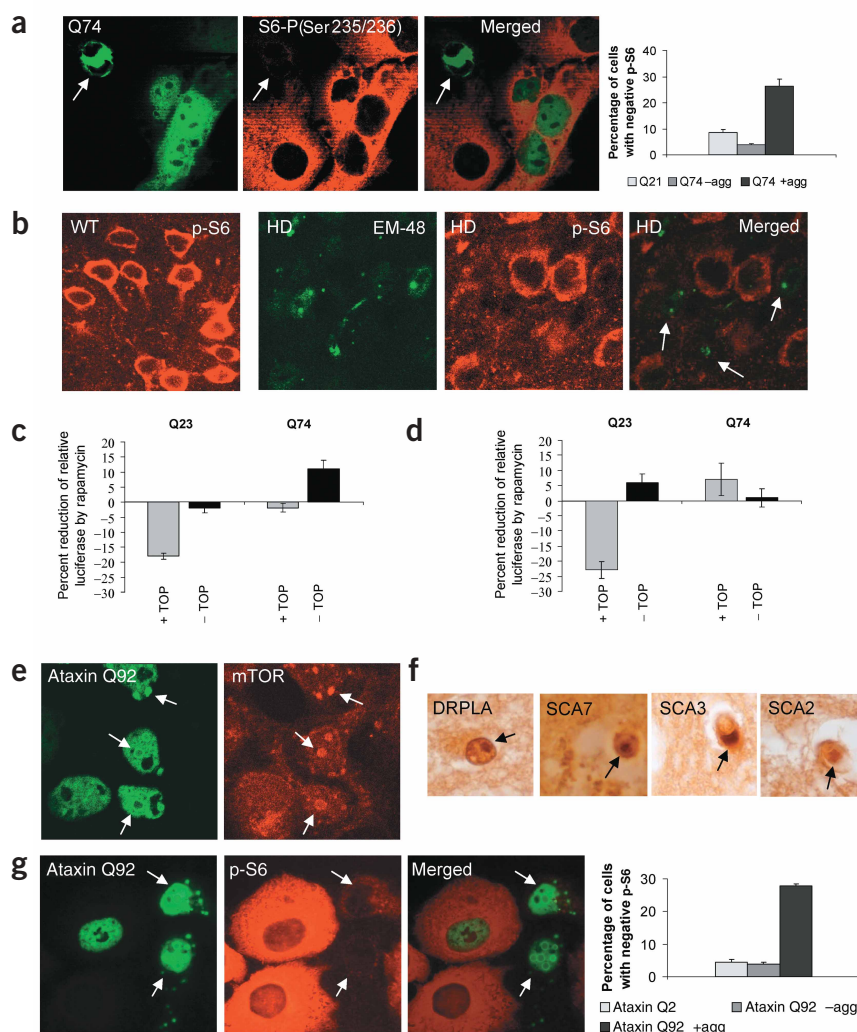 a
Q74
S6-P(Ser 235/236)
Merged
Percentage of cells
with negative p-S6
40
30
20
10
0
Q21
Q74 –agg
Q74 +agg
b
WT
p-S6
HD
EM-48
HD
p-S6
HD
Merged
c
Q23
Q74
Percent reduction of relative
luciferase by rapamycin
20
15
10
5
0
–5
–10
–15
–20
–25
–30
+ TOP
– TOP
+ TOP
– TOP
d
Q23
Q74
Percent reduction of relative
luciferase by rapamycin
20
15
10
5
0
–5
–10
–15
–20
–25
–30
+ TOP
– TOP
+ TOP
– TOP
e
Ataxin Q92
mTOR
f
DRPLA
SCA7
SCA3
SCA2
g
Ataxin Q92
p-S6
Merged
Percentage of cells
with negative p-S6
30
20
10
0
Ataxin Q2
Ataxin Q92 –agg
Ataxin Q92 +agg